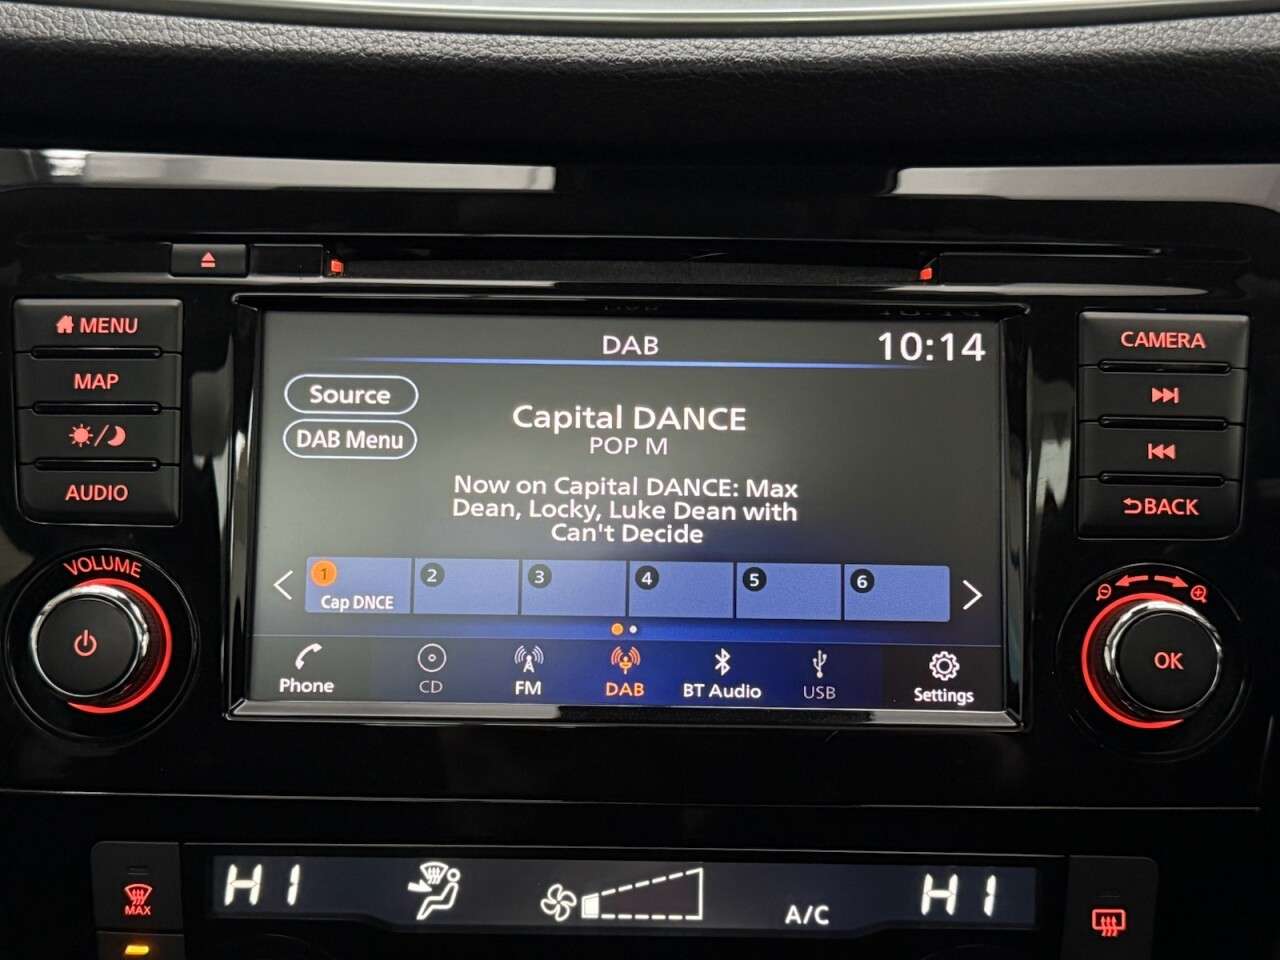 MENU
MAP
AUDIO
VOLUME
DAB
10:14
Source
DAB Menu
Capital DANCE
POP M
Now on Capital DANCE: Max
Dean, Locky, Luke Dean with
Can't Decide
1
Cap DNCE
2
3
4
5
6
Phone
CD
FM
DAB
BT Audio
USB
Settings
CAMERA
BACK
OK
MAX
HI
A/C
HI